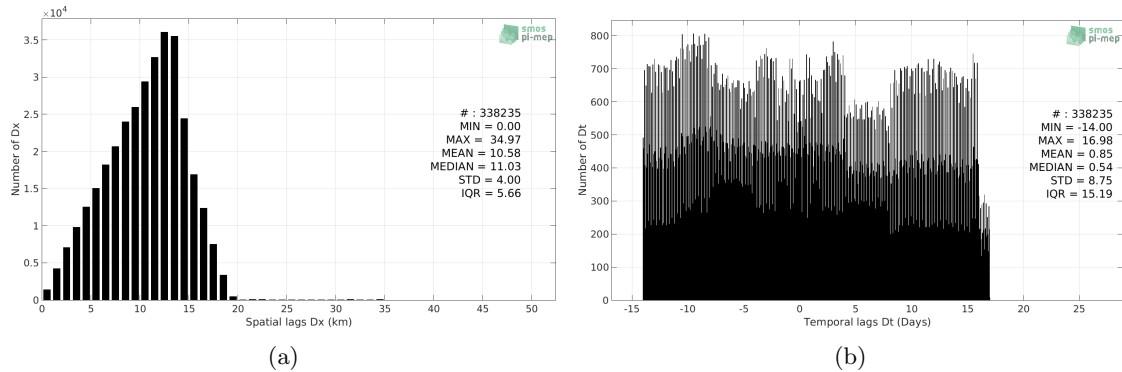 ×10⁴
3.5
3
2.5
2
1.5
1
0.5
0
0
5
10
15
20
25
30
35
40
45
50
Number of Dx
Spatial lags Dx (km)
smos
pi-mep
# : 338235
MIN = 0.00
MAX = 34.97
MEAN = 10.58
MEDIAN = 11.03
STD = 4.00
IQR = 5.66
(a)
800
700
600
500
400
300
200
100
0
-15
-10
-5
0
5
10
15
20
25
Number of Dt
Temporal lags Dt (Days)
smos
pi-mep
# : 338235
MIN = -14.00
MAX = 16.98
MEAN = 0.85
MEDIAN = 0.54
STD = 8.75
IQR = 15.19
(b)